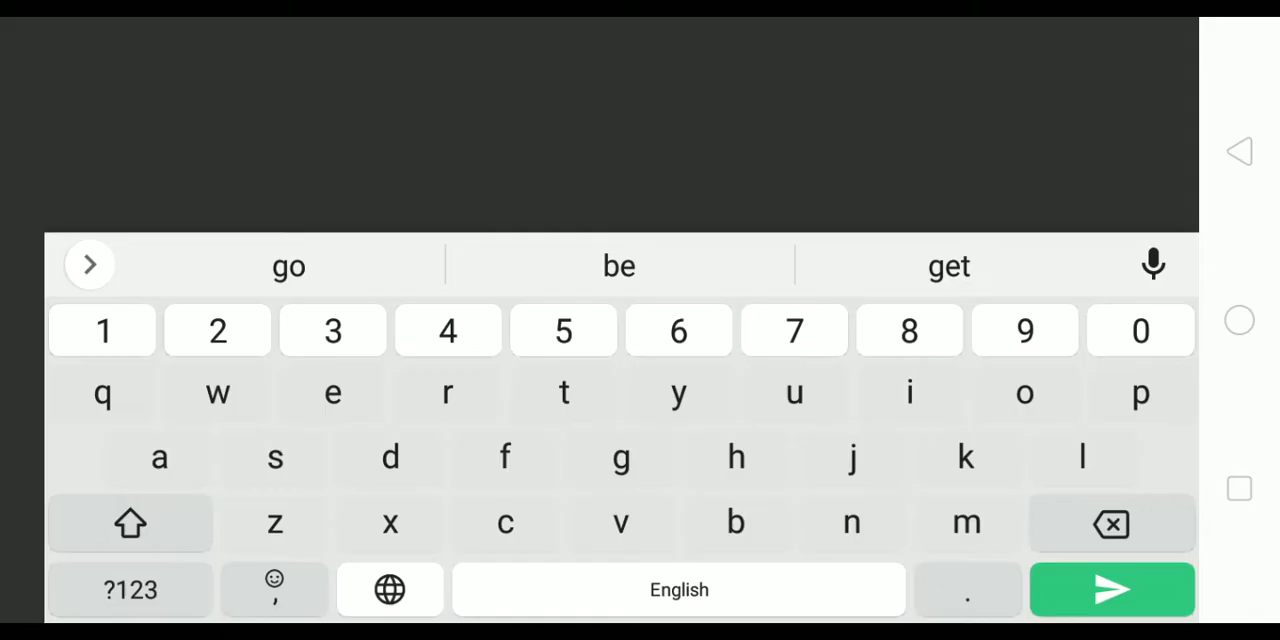 go be get
1 2 3 4 5 6 7 8 9 0
q w e r t y u i o p
a s d f g h j k l
z x c v b n m
?123 , English .